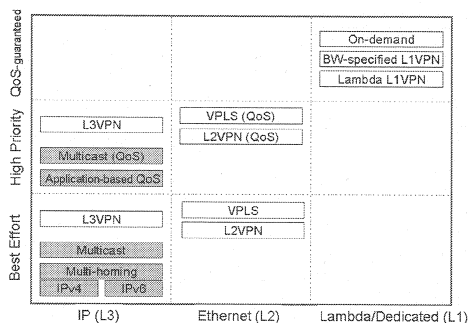 QoS-guaranteed
On-demand
BW-specified L1VPN
Lambda L1VPN
High Priority
L3VPN
Multicast (QoS)
Application-based QoS
VPLS (QoS)
L2VPN (QoS)
Best Effort
L3VPN
Multicast
Multi-homing
IPv4 IPv6
VPLS
L2VPN
IP (L3) Ethernet (L2) Lambda/Dedicated (L1)